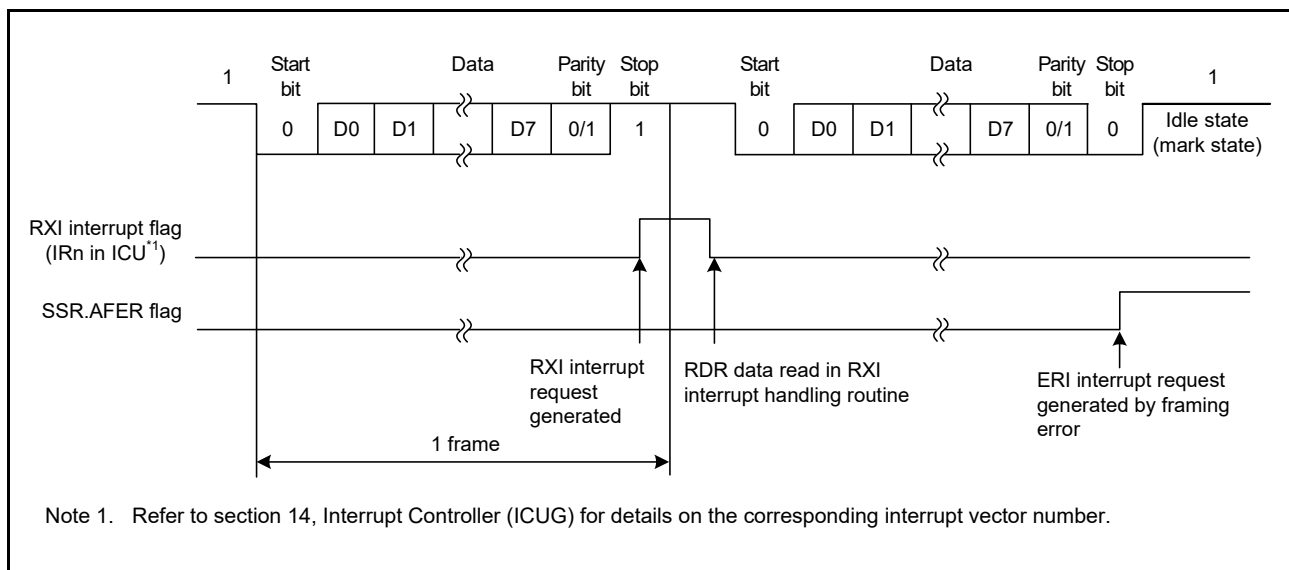 1 Start bit Data Parity bit Stop bit Start bit Data Parity bit Stop bit 1
0 D0 D1 D7 0/1 1 0 D0 D1 D7 0/1 0 Idle state (mark state)
RXI interrupt flag
(IRn in ICU*1)
SSR.AFER flag
RXI interrupt
request
generated
RDR data read in RXI
interrupt handling routine
ERI interrupt request
generated by framing
error
1 frame
Note 1. Refer to section 14, Interrupt Controller (ICUG) for details on the corresponding interrupt vector number.